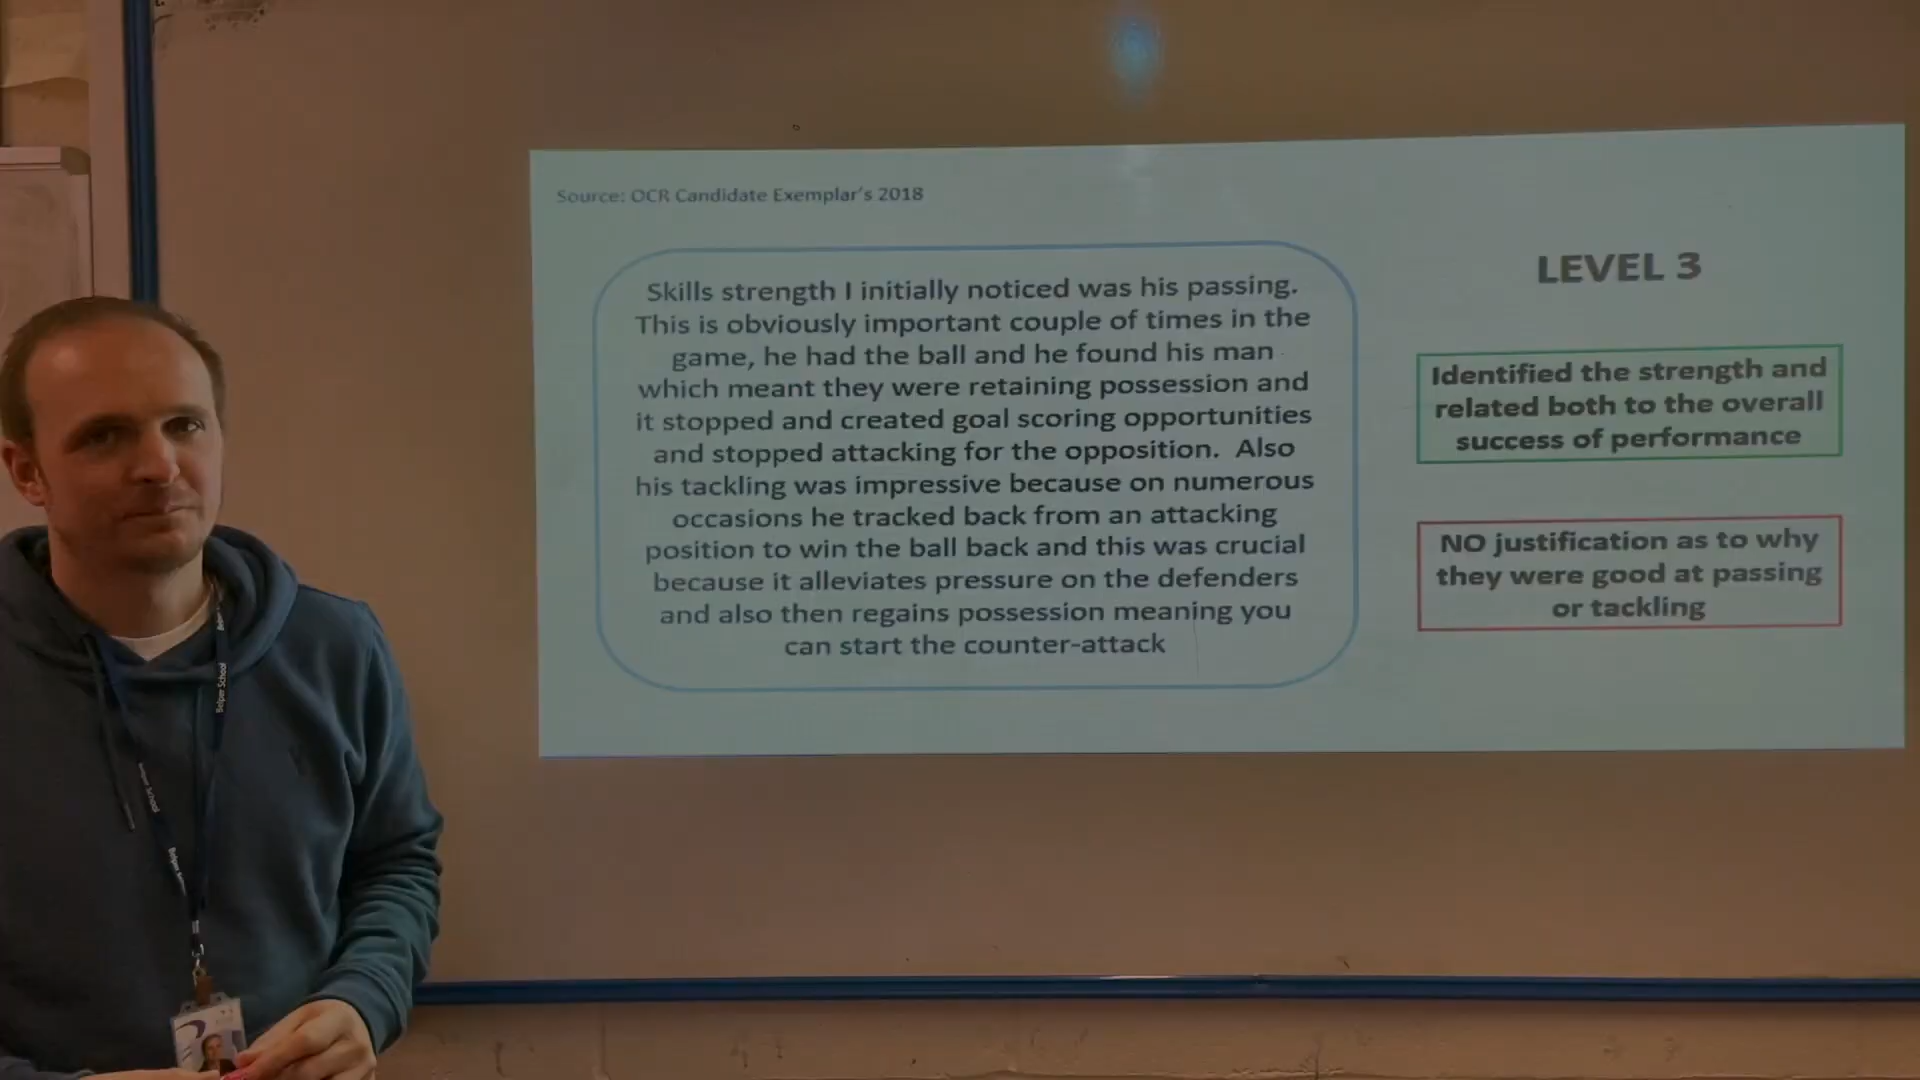 Source: OCR Candidate Exemplar's 2018
Skills strength I initially noticed was his passing.
This is obviously important couple of times in the
game, he had the ball and he found his man
which meant they were retaining possession and
it stopped and created goal scoring opportunities
and stopped attacking for the opposition. Also
his tackling was impressive because on numerous
occasions he tracked back from an attacking
position to win the ball back and this was crucial
because it alleviates pressure on the defenders
and also then regains possession meaning you
can start the counter-attack
LEVEL 3
Identified the strength and
related both to the overall
success of performance
NO justification as to why
they were good at passing
or tackling
Belper School
Belper School